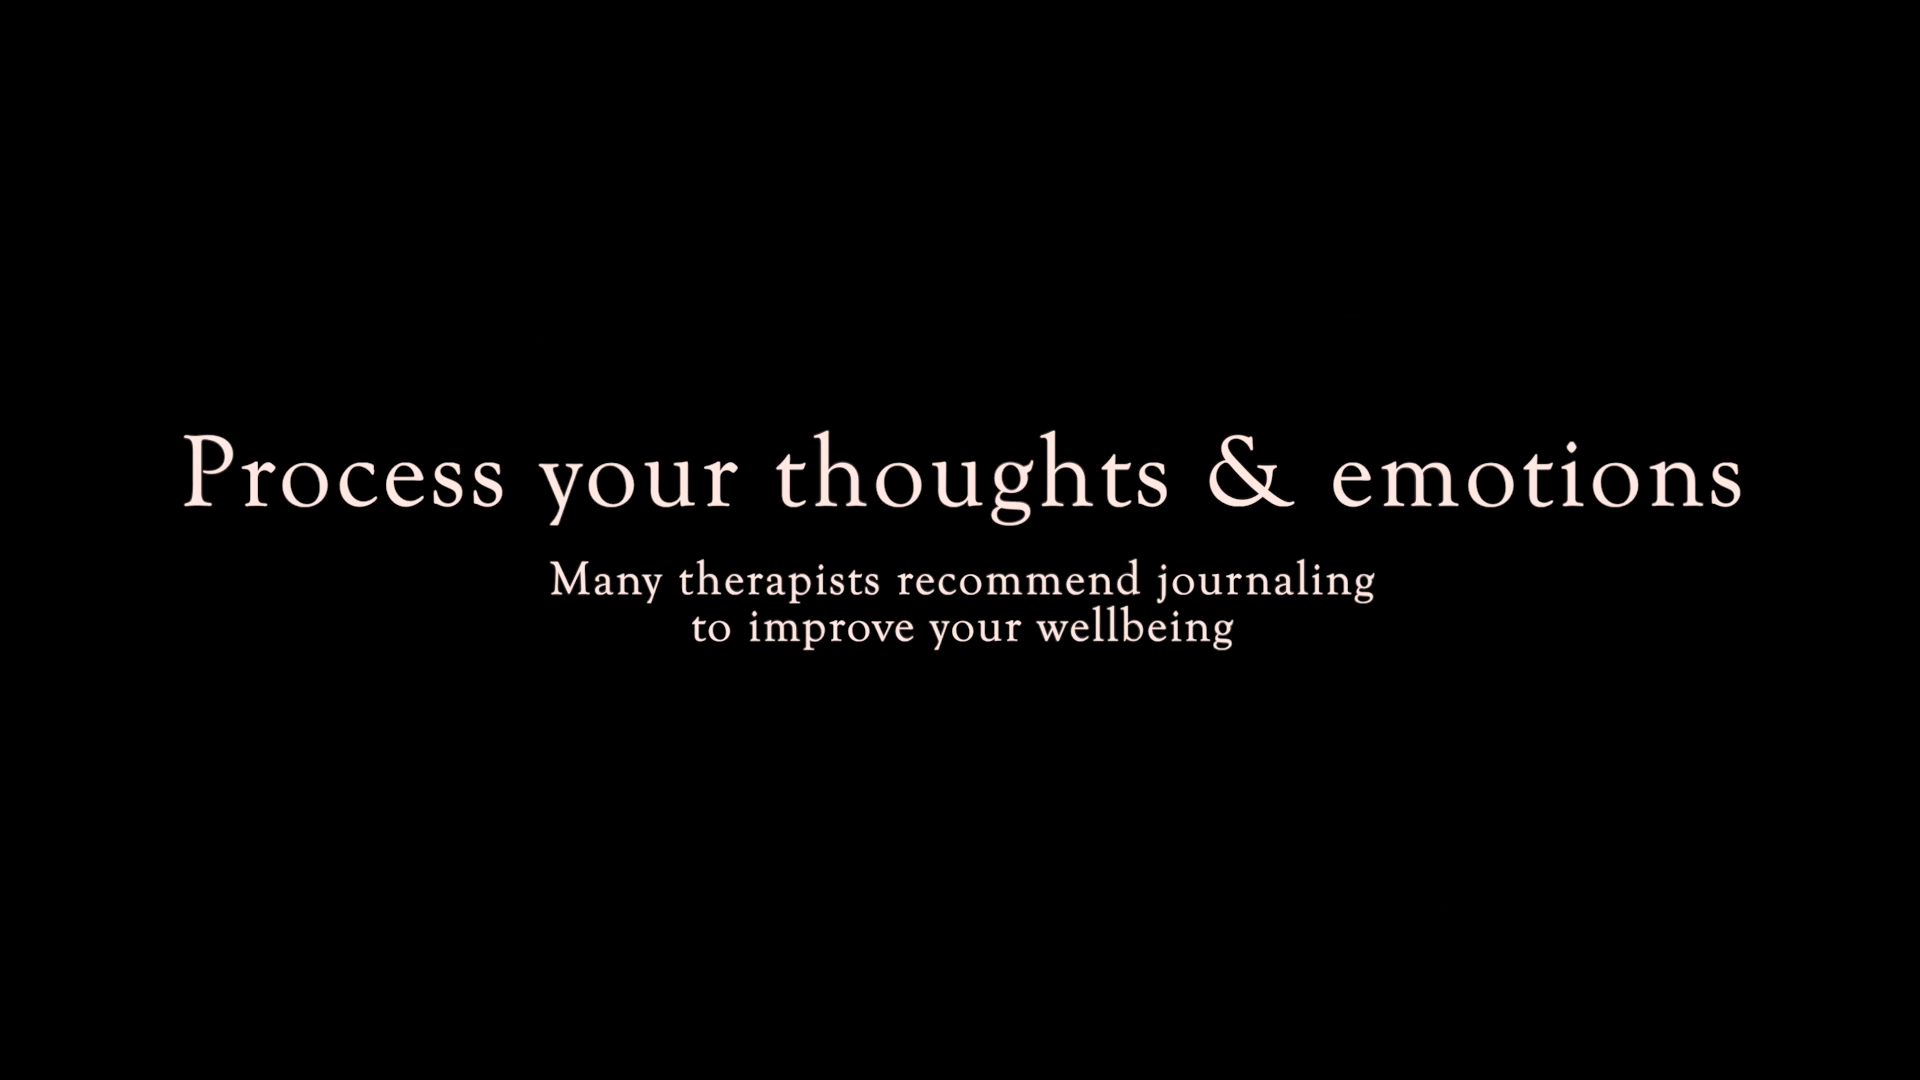 Process your thoughts & emotions
Many therapists recommend journaling
to improve your wellbeing